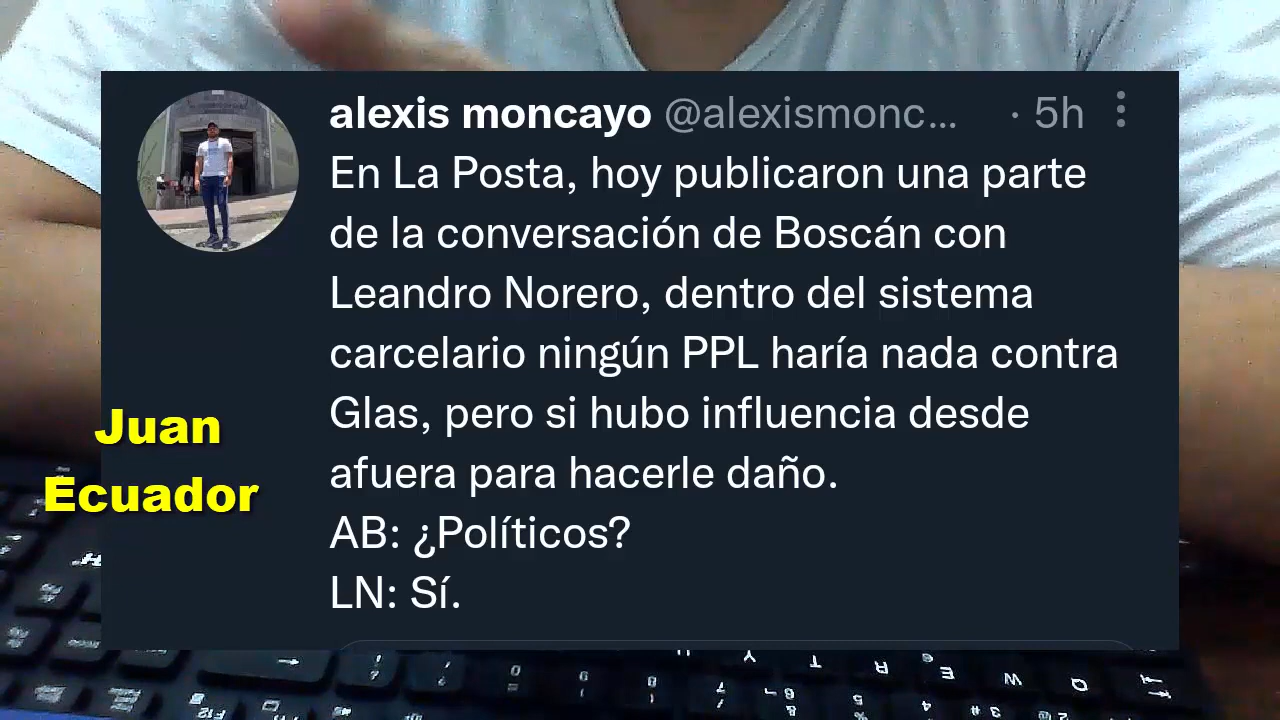 alexis moncayo @alexismonc... · 5h
En La Posta, hoy publicaron una parte
de la conversación de Boscán con
Leandro Norero, dentro del sistema
carcelario ningún PPL haría nada contra
Glas, pero si hubo influencia desde
afuera para hacerle daño.
AB: ¿Políticos?
LN: Sí.
Juan
Ecuador
Y T R E W Q
F12